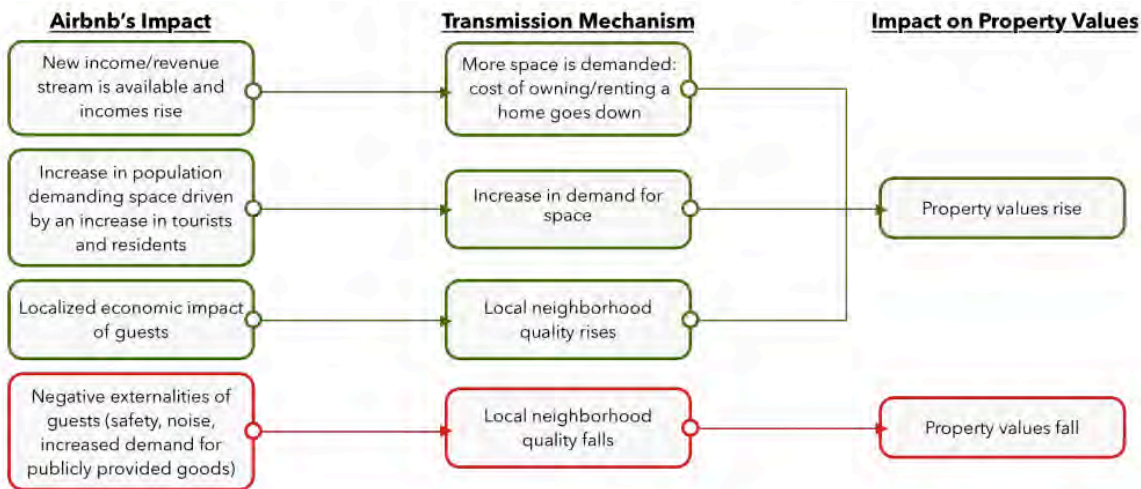 Airbnb's Impact
Transmission Mechanism
Impact on Property Values
New income/revenue
stream is available and
incomes rise
More space is demanded:
cost of owning/renting a
home goes down
Increase in population
demanding space driven
by an increase in tourists
and residents
Increase in demand for
space
Property values rise
Localized economic impact
of guests
Local neighborhood
quality rises
Negative externalities of
guests (safety, noise,
increased demand for
publicly provided goods)
Local neighborhood
quality falls
Property values fall